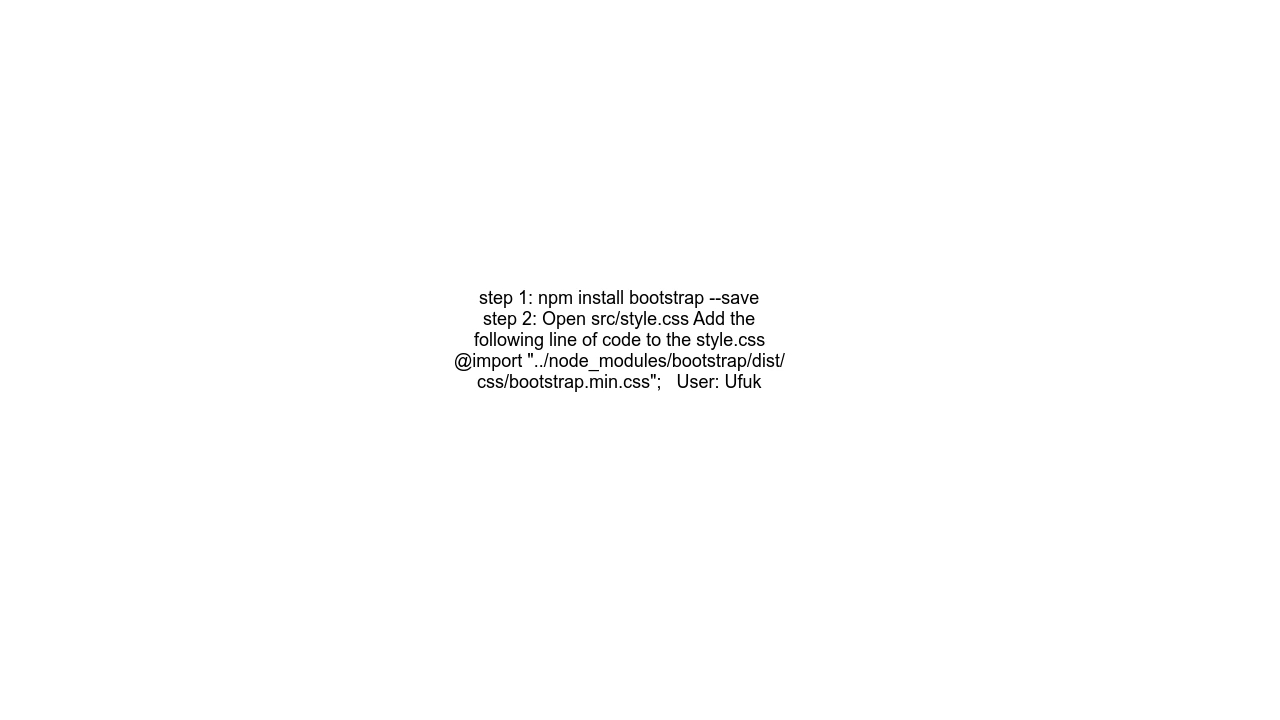 step 1: npm install bootstrap --save
step 2: Open src/style.css Add the
following line of code to the style.css
@import "../node_modules/bootstrap/dist/
css/bootstrap.min.css";   User: Ufuk